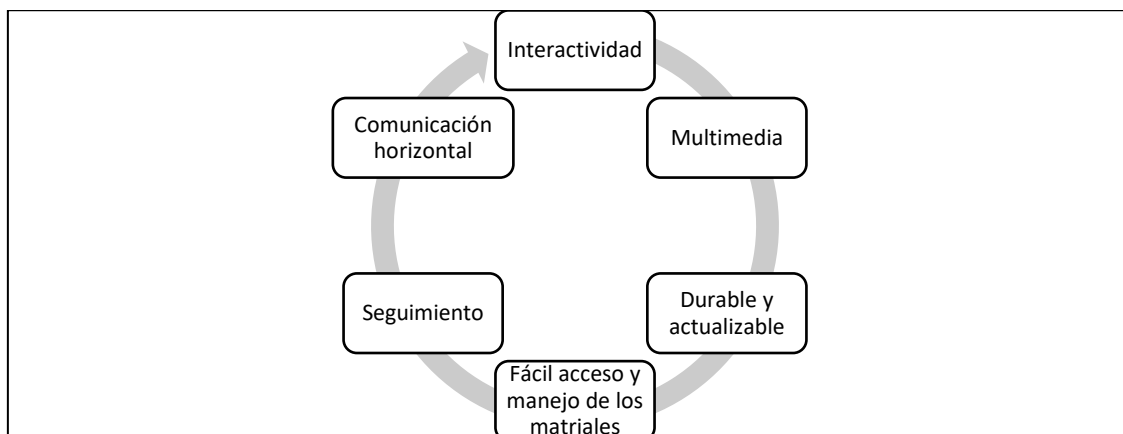 Interactividad
Multimedia
Durable y
actualizable
Fácil acceso y
manejo de los
matriales
Seguimiento
Comunicación
horizontal